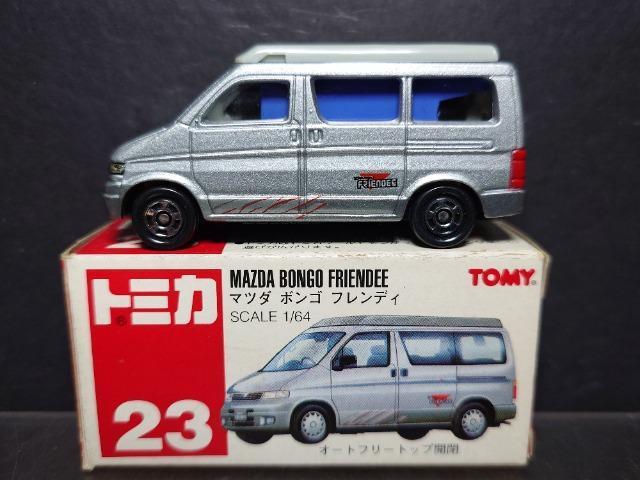 FRIENDEE
MAZDA BONGO FRIENDEE
TOMY
トミカ
マツダ ボンゴ フレンディ
SCALE 1/64
23
オートフリートップ開閉